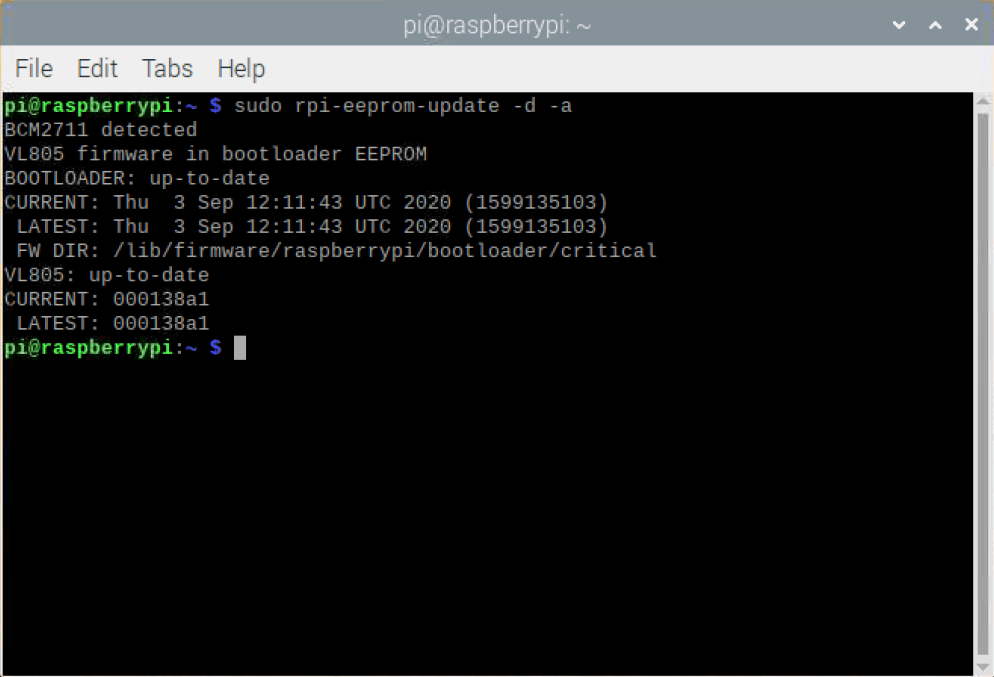 pi@raspberrypi: ~
File Edit Tabs Help
pi@raspberrypi:~ $ sudo rpi-eeprom-update -d -a
BCM2711 detected
VL805 firmware in bootloader EEPROM
BOOTLOADER: up-to-date
CURRENT: Thu  3 Sep 12:11:43 UTC 2020 (1599135103)
 LATEST: Thu  3 Sep 12:11:43 UTC 2020 (1599135103)
 FW DIR: /lib/firmware/raspberrypi/bootloader/critical
VL805: up-to-date
CURRENT: 000138a1
 LATEST: 000138a1
pi@raspberrypi:~ $